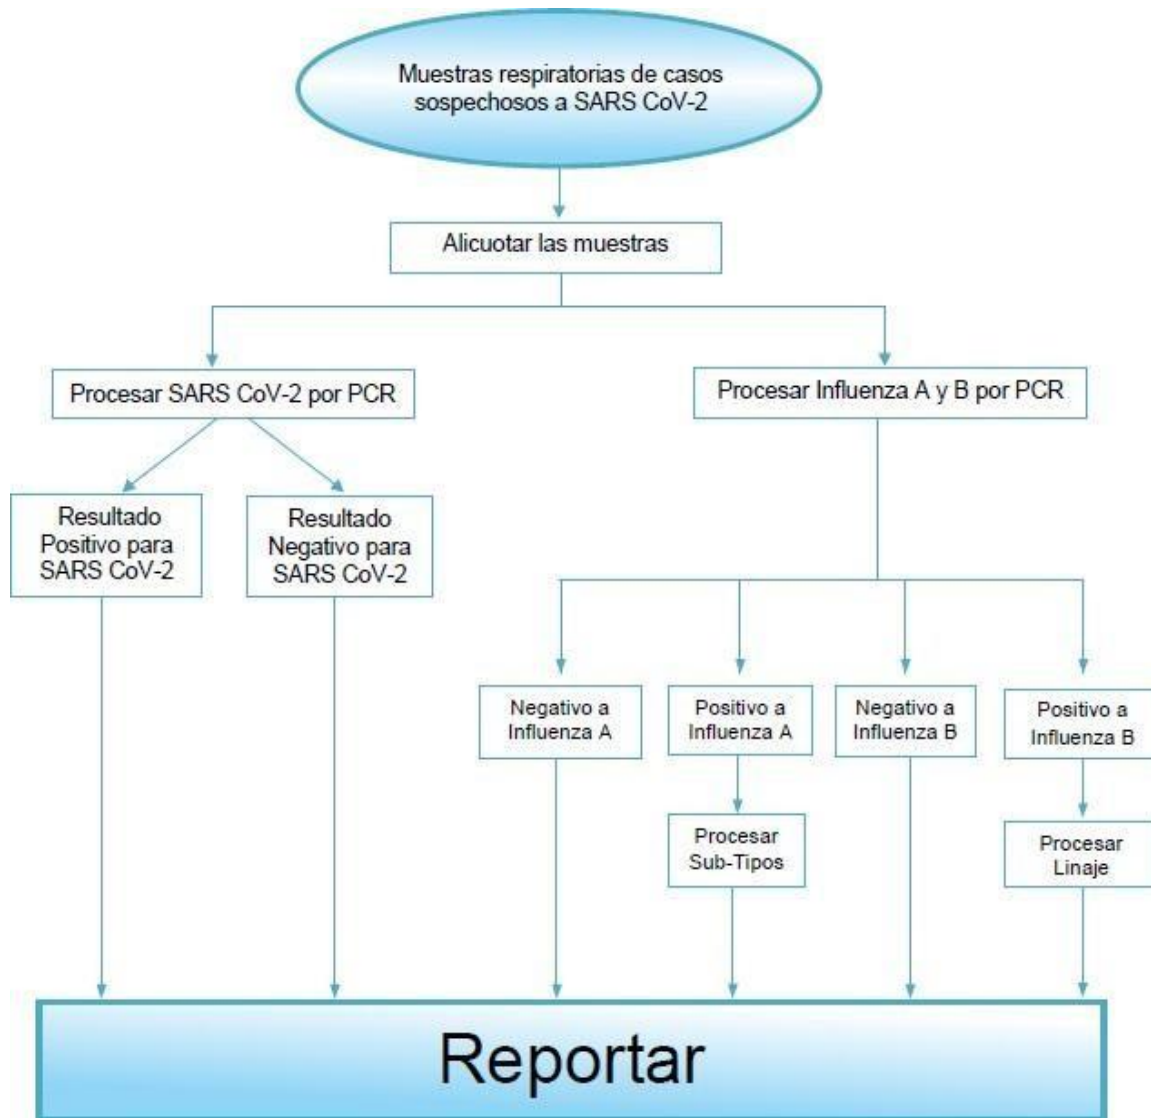 Muestras respiratorias de casos
sospechosos a SARS CoV-2
Alicuotar las muestras
Procesar SARS CoV-2 por PCR
Procesar Influenza A y B por PCR
Resultado
Positivo para
SARS CoV-2
Resultado
Negativo para
SARS CoV-2
Negativo a
Influenza A
Positivo a
Influenza A
Negativo a
Influenza B
Positivo a
Influenza B
Procesar
Sub-Tipos
Procesar
Linaje
Reportar